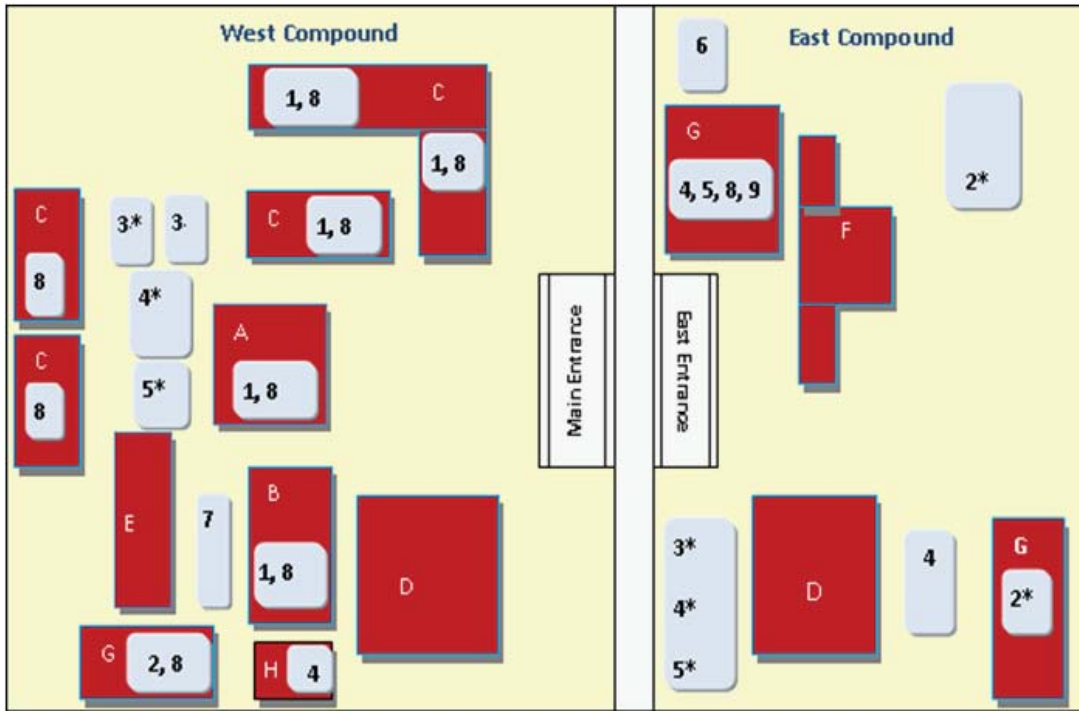 West Compound
East Compound
6
1, 8
C
G
1, 8
4, 5, 8, 9
2*
C
3*
3.
C
1, 8
F
8
4*
A
Main Entrance
East Entrance
C
5*
1, 8
8
B
E
7
3*
4
G
1, 8
D
D
2*
4*
G
2, 8
H
4
5*